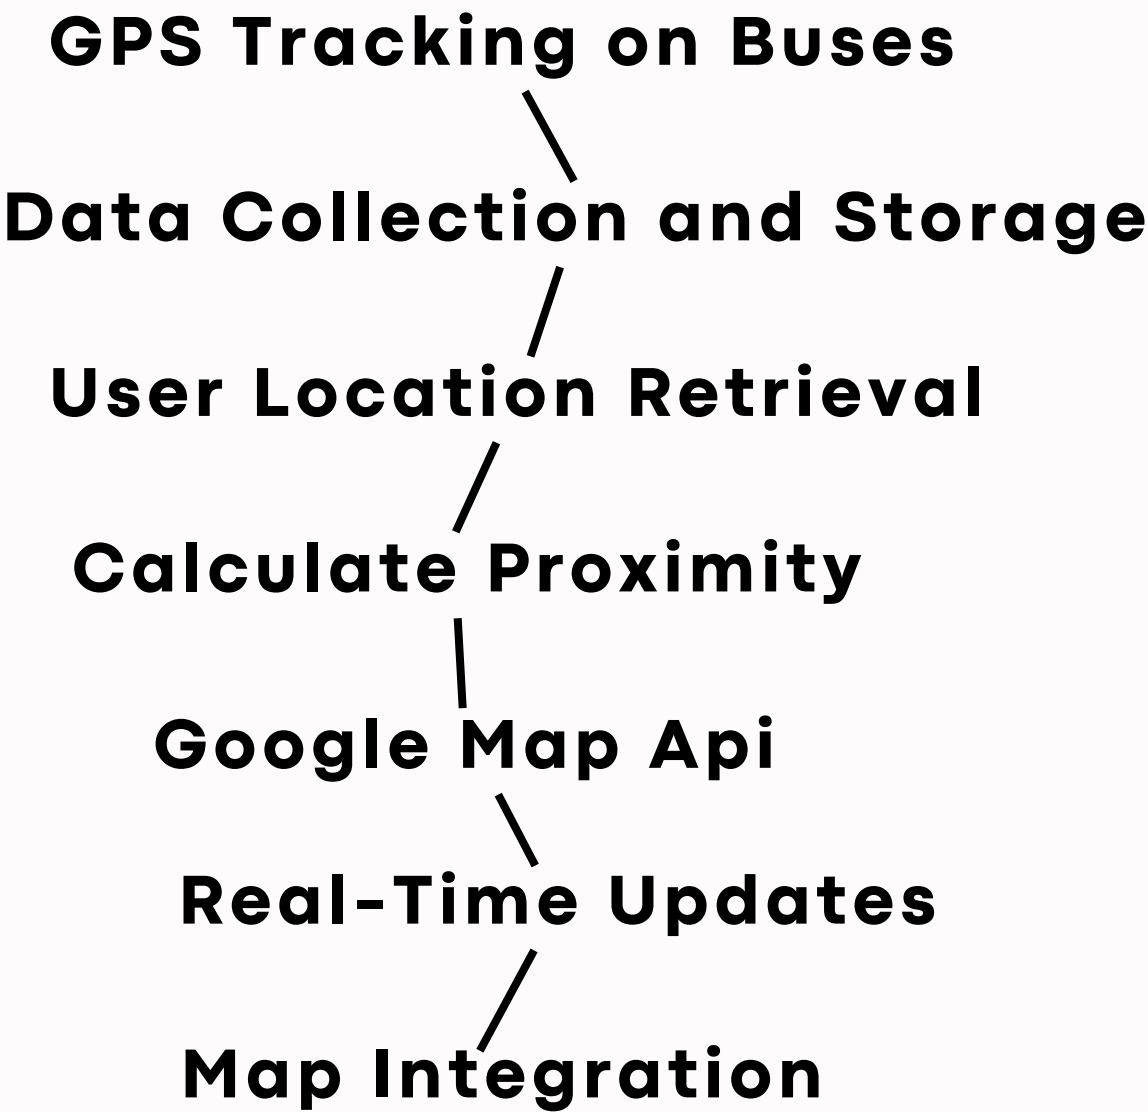 GPS Tracking on Buses
Data Collection and Storage
User Location Retrieval
Calculate Proximity
Google Map Api
Real-Time Updates
Map Integration